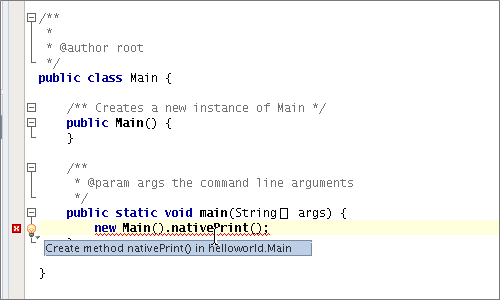 /**
 *
 * @author root
 */
public class Main {
/** Creates a new instance of Main */
public Main() {
}
/**
 * @param args the command line arguments
 */
public static void main(String[] args) {
new Main().nativePrint();
}
Create method nativePrint() in helloworld.Main
}